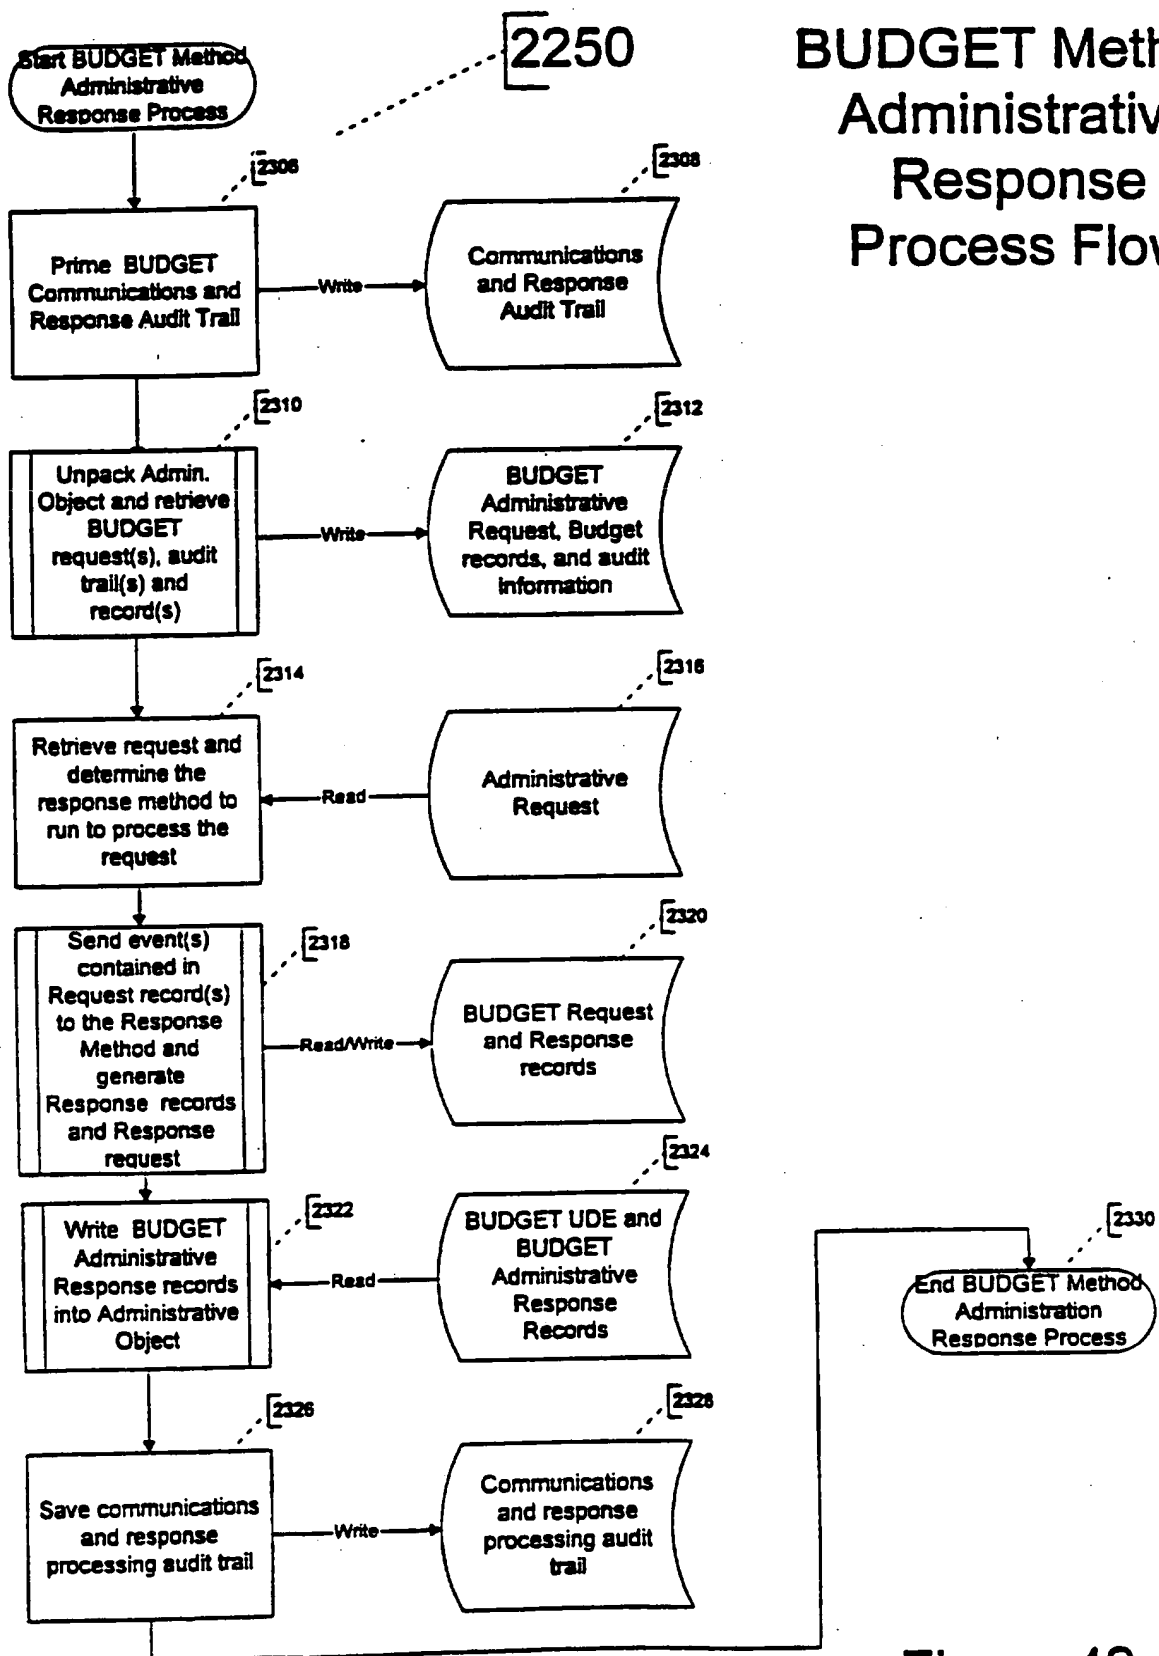 2250
BUDGET Meth
Administrativ
Response
Process Flow
Start BUDGET Method
Administrative
Response Process
2306
Prime BUDGET
Communications and
Response Audit Trail
Write
2308
Communications
and Response
Audit Trail
2310
Unpack Admin.
Object and retrieve
BUDGET
request(s), audit
trail(s) and
record(s)
Write
2312
BUDGET
Administrative
Request, Budget
records, and audit
information
2314
Retrieve request and
determine the
response method to
run to process the
request
Read
2316
Administrative
Request
2318
Send event(s)
contained in
Request record(s)
to the Response
Method and
generate
Response records
and Response
request
Read/Write
2320
BUDGET Request
and Response
records
2322
Write BUDGET
Administrative
Response records
into Administrative
Object
Read
2324
BUDGET UDE and
BUDGET
Administrative
Response
Records
2326
Save communications
and response
processing audit trail
Write
2328
Communications
and response
processing audit
trail
2330
End BUDGET Method
Administration
Response Process